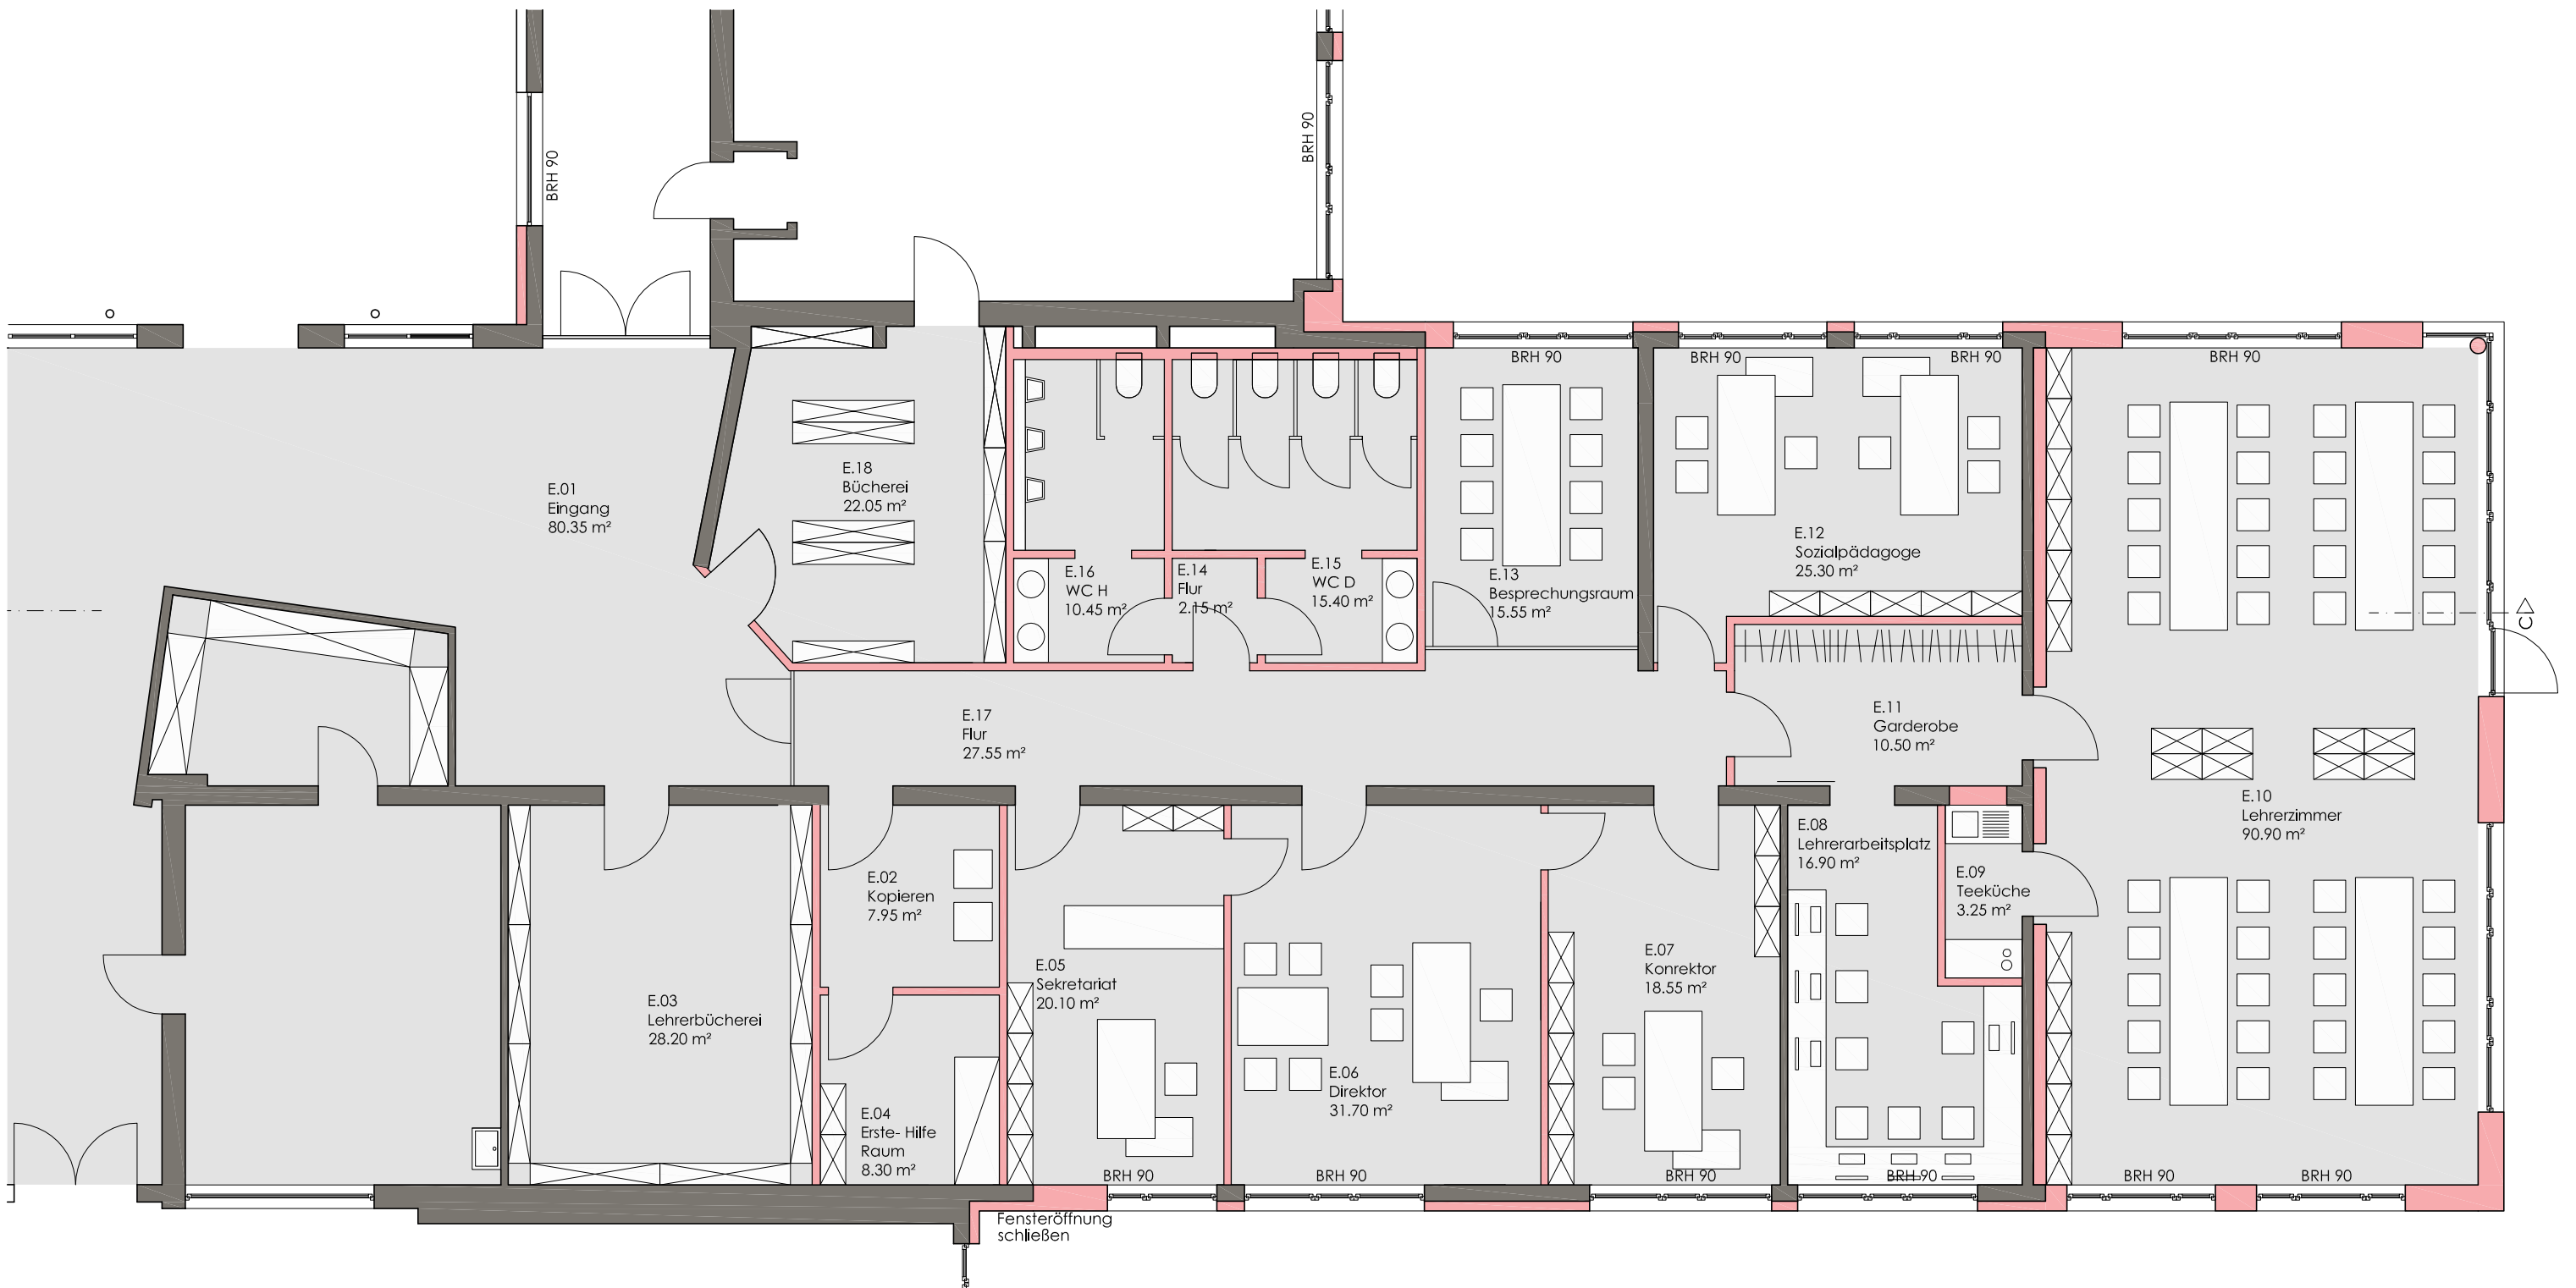 BRH 90
BRH 90
BRH 90
BRH 90
BRH 90
BRH 90
E.01
Eingang
80.35 m²
E.18
Bücherei
22.05 m²
E.16
WC H
10.45 m²
E.14
Flur
2.15 m²
E.15
WC D
15.40 m²
E.13
Besprechungsraum
15.55 m²
E.12
Sozialpädagoge
25.30 m²
C
E.17
Flur
27.55 m²
E.11
Garderobe
10.50 m²
E.10
Lehrerzimmer
90.90 m²
E.02
Kopieren
7.95 m²
E.08
Lehrerarbeitsplatz
16.90 m²
E.09
Teeküche
3.25 m²
E.03
Lehrerbücherei
28.20 m²
E.05
Sekretariat
20.10 m²
E.07
Konrektor
18.55 m²
E.06
Direktor
31.70 m²
E.04
Erste- Hilfe
Raum
8.30 m²
BRH 90
BRH 90
BRH 90
BRH 90
BRH 90
BRH 90
Fensteröffnung
schließen